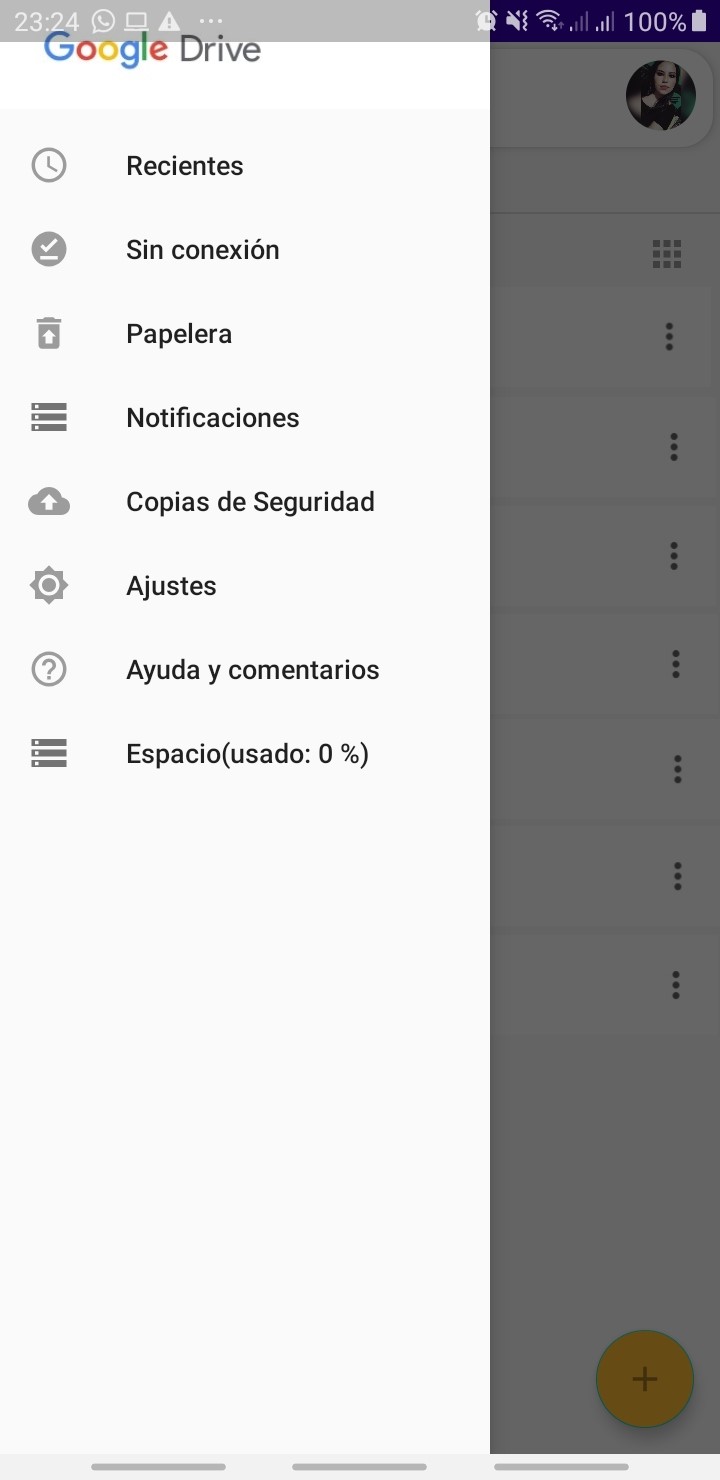 23:24
100%
Google Drive
Recientes
Sin conexión
Papelera
Notificaciones
Copias de Seguridad
Ajustes
Ayuda y comentarios
Espacio(usado: 0 %)